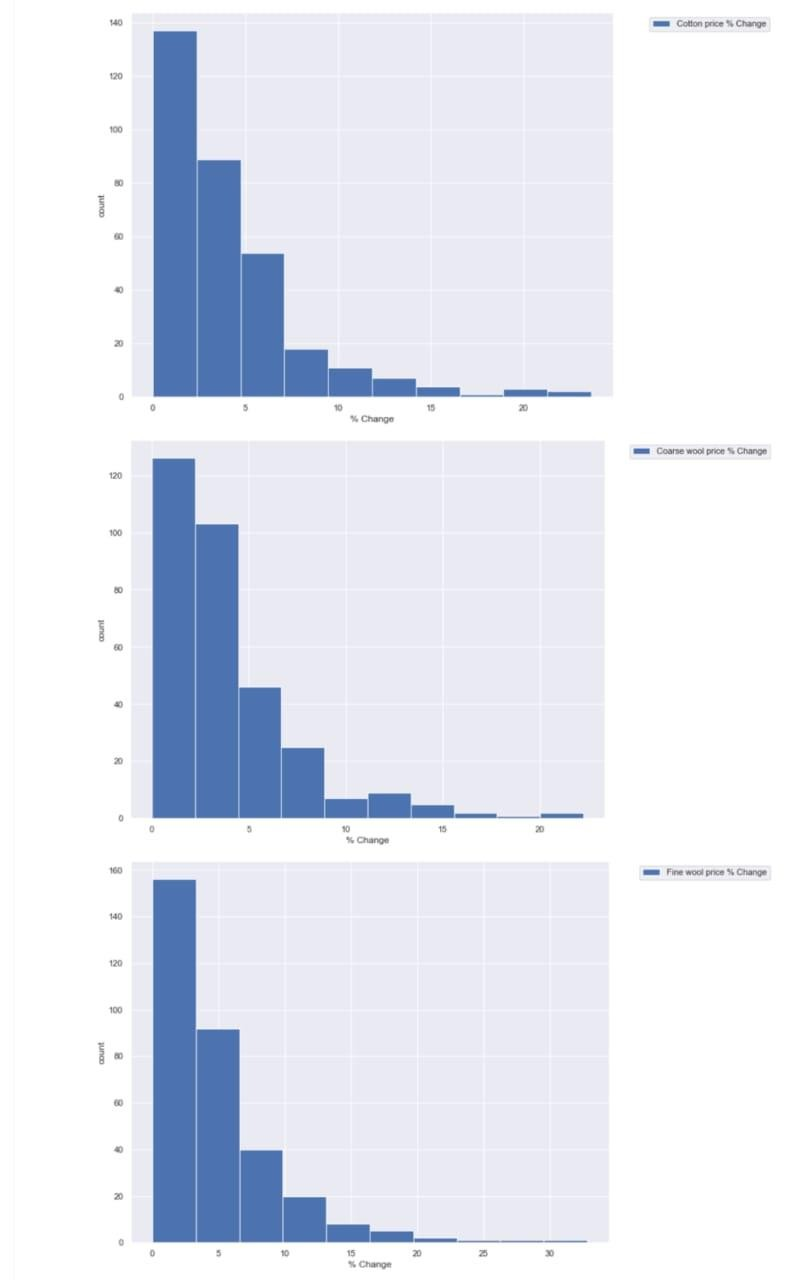 Cotton price % Change
140
120
100
80
60
40
20
0
count
0 5 10 15 20
% Change
Coarse wool price % Change
120
100
80
60
40
20
0
count
0 5 10 15 20
% Change
Fine wool price % Change
160
140
120
100
80
60
40
20
0
count
0 5 10 15 20 25 30
% Change